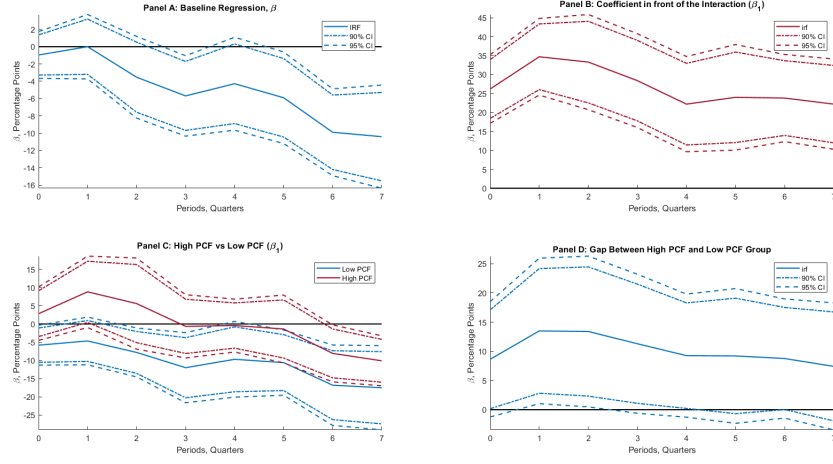 Panel A: Baseline Regression, β
β, Percentage Points
2
0
-2
-4
-6
-8
-10
-12
-14
-16
IRF
90% CI
95% CI
0 1 2 3 4 5 6 7
Periods, Quarters
Panel B: Coefficient in front of the Interaction (β1)
β, Percentage Points
45
40
35
30
25
20
15
10
5
0
irf
90% CI
95% CI
0 1 2 3 4 5 6 7
Periods, Quarters
Panel C: High PCF vs Low PCF (β1)
β, Percentage Points
15
10
5
0
-5
-10
-15
-20
-25
Low PCF
High PCF
0 1 2 3 4 5 6 7
Periods, Quarters
Panel D: Gap Between High PCF and Low PCF Group
β, Percentage Points
25
20
15
10
5
0
irf
90% CI
95% CI
0 1 2 3 4 5 6 7
Periods, Quarters